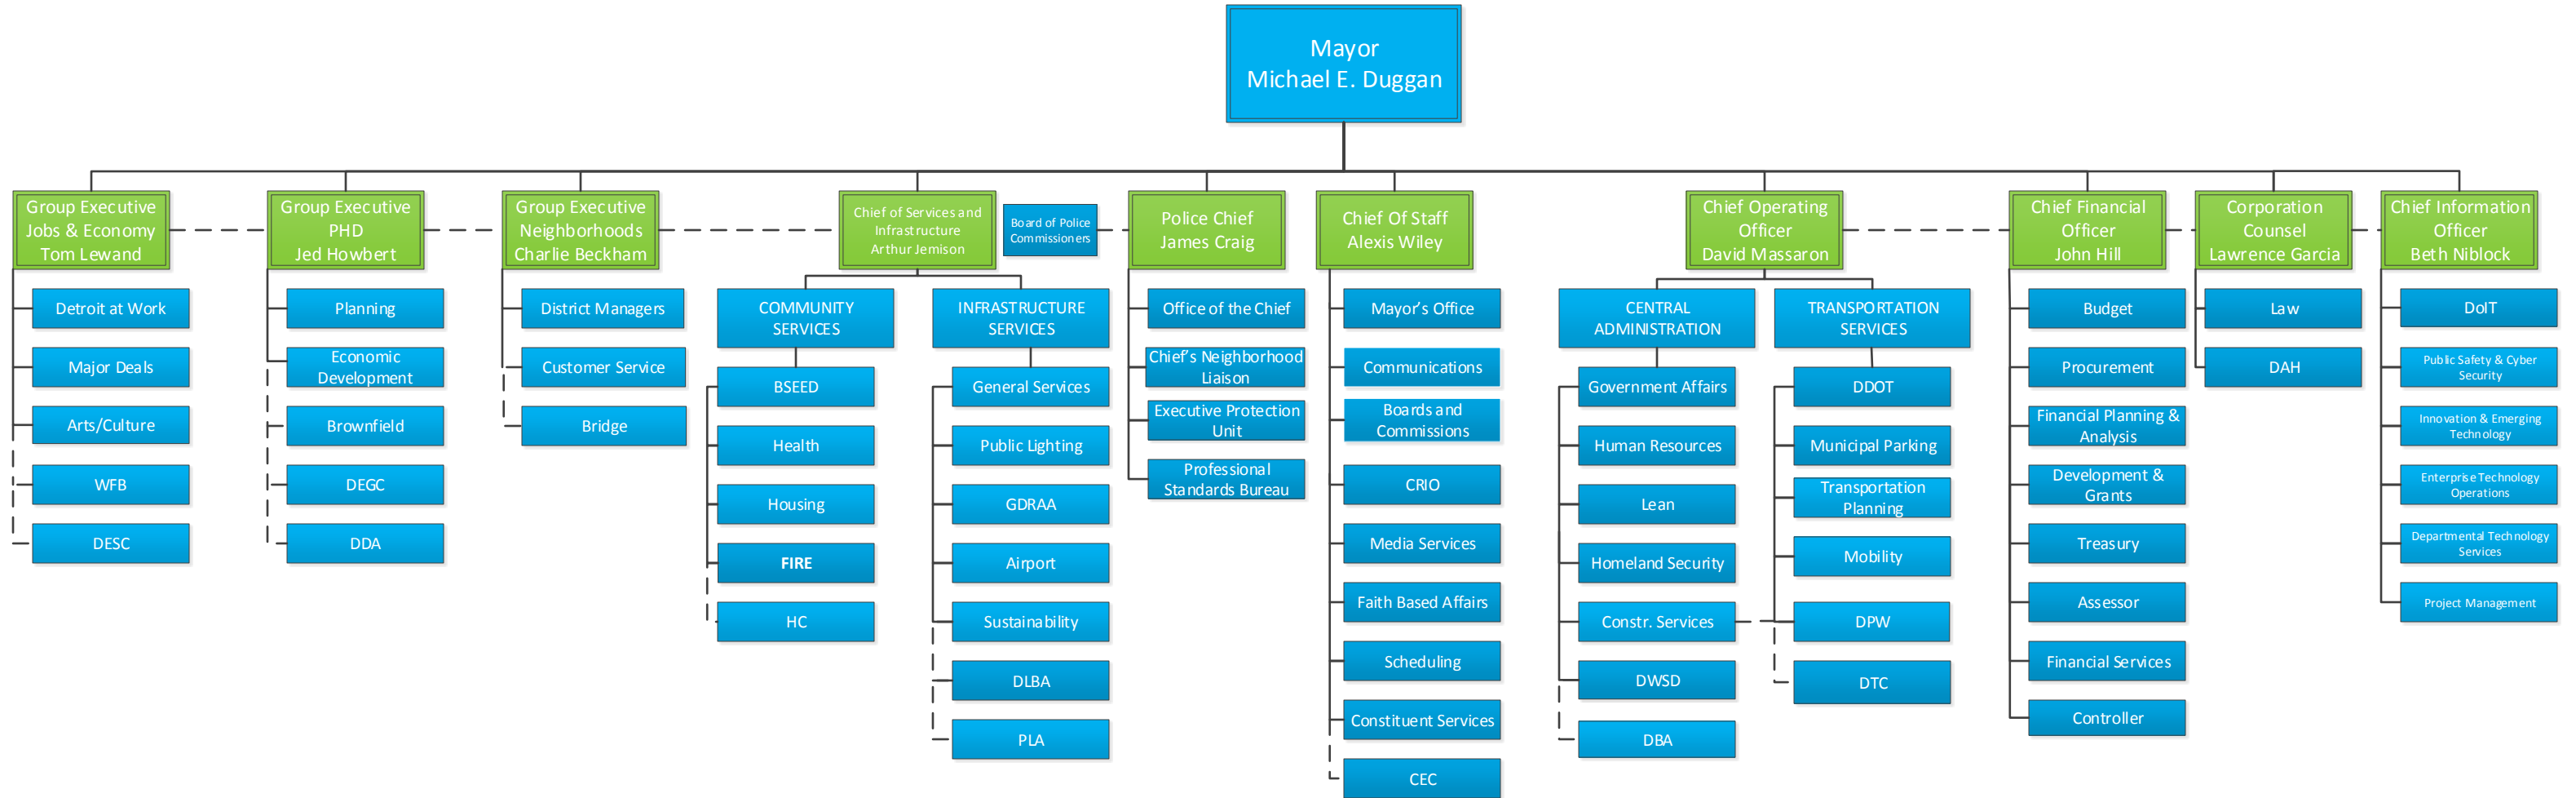 Mayor
Michael E. Duggan
Group Executive
Jobs & Economy
Tom Lewand
Group Executive
PHD
Jed Howbert
Group Executive
Neighborhoods
Charlie Beckham
Chief of Services and
Infrastructure
Arthur Jemison
Board of Police
Commissioners
Police Chief
James Craig
Chief Of Staff
Alexis Wiley
Chief Operating
Officer
David Massaron
Chief Financial
Officer
John Hill
Corporation
Counsel
Lawrence Garcia
Chief Information
Officer
Beth Niblock
Detroit at Work
Major Deals
Arts/Culture
WFB
DESC
Planning
Economic
Development
Brownfield
DEGC
DDA
District Managers
Customer Service
Bridge
COMMUNITY
SERVICES
BSEED
Health
Housing
FIRE
HC
INFRASTRUCTURE
SERVICES
General Services
Public Lighting
GDRAA
Airport
Sustainability
DLBA
PLA
Office of the Chief
Chief's Neighborhood
Liaison
Executive Protection
Unit
Professional
Standards Bureau
Mayor's Office
Communications
Boards and
Commissions
CRIO
Media Services
Faith Based Affairs
Scheduling
Constituent Services
CEC
CENTRAL
ADMINISTRATION
Government Affairs
Human Resources
Lean
Homeland Security
Constr. Services
DWSD
DBA
TRANSPORTATION
SERVICES
DDOT
Municipal Parking
Transportation
Planning
Mobility
DPW
DTC
Budget
Procurement
Financial Planning &
Analysis
Development &
Grants
Treasury
Assessor
Financial Services
Controller
Law
DAH
DoIT
Public Safety & Cyber
Security
Innovation & Emerging
Technology
Enterprise Technology
Operations
Departmental Technology
Services
Project Management